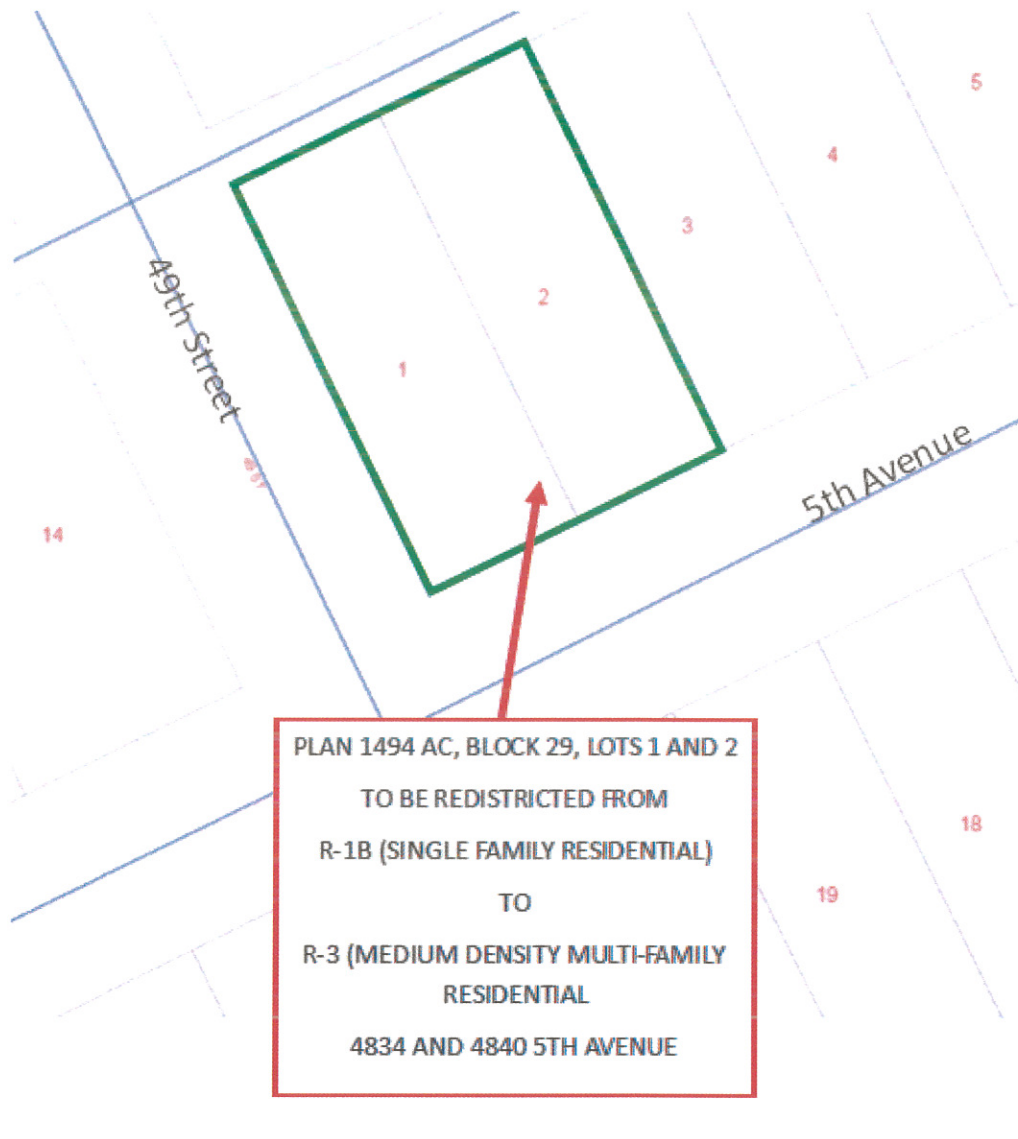 5
4
3
2
49th Street
1
5th Avenue
14
PLAN 1494 AC, BLOCK 29, LOTS 1 AND 2
TO BE REDISTRICTED FROM
R-1B (SINGLE FAMILY RESIDENTIAL)
TO
R-3 (MEDIUM DENSITY MULTI-FAMILY
RESIDENTIAL
4834 AND 4840 5TH AVENUE
18
19